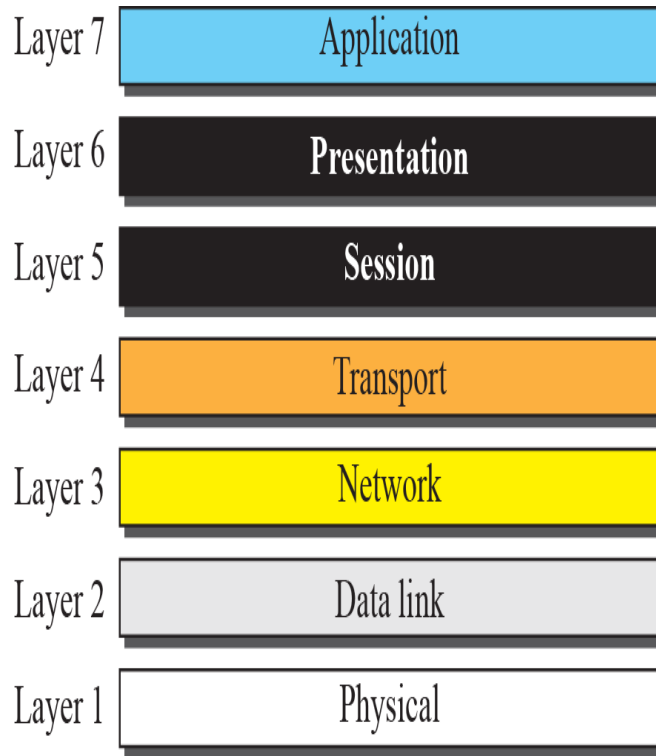 Layer 7 Application
Layer 6 Presentation
Layer 5 Session
Layer 4 Transport
Layer 3 Network
Layer 2 Data link
Layer 1 Physical